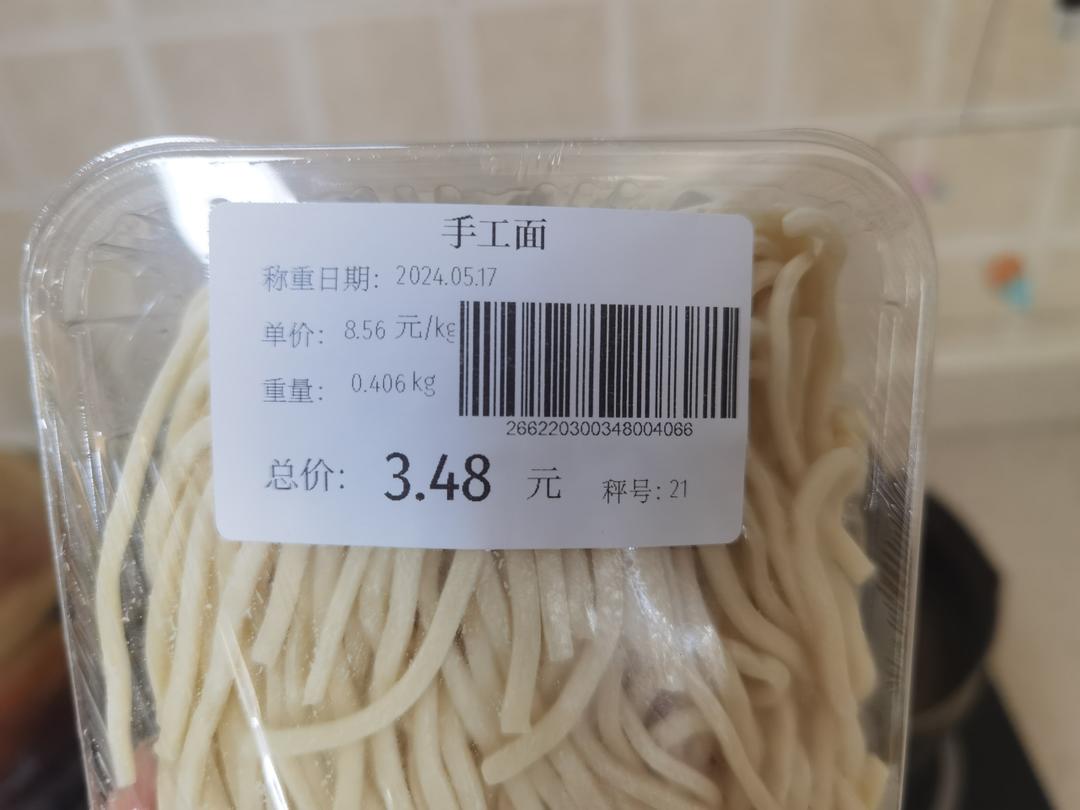 手工面
称重日期: 2024.05.17
单价: 8.56 元/kg
重量: 0.406 kg
266220300348004066
总价: 3.48 元 秤号: 21